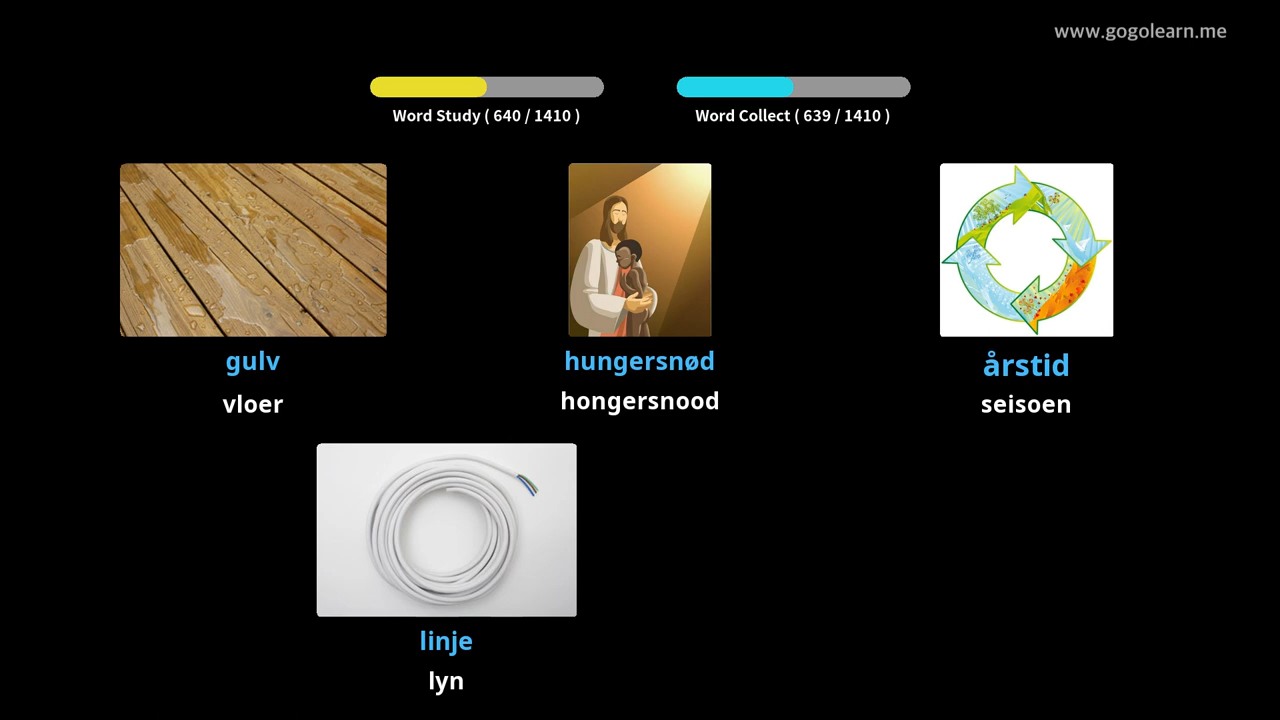 www.gogolearn.me
Word Study ( 640 / 1410 )
Word Collect ( 639 / 1410 )
gulv
vloer
hungersnød
hongersnood
årstid
seisoen
linje
lyn